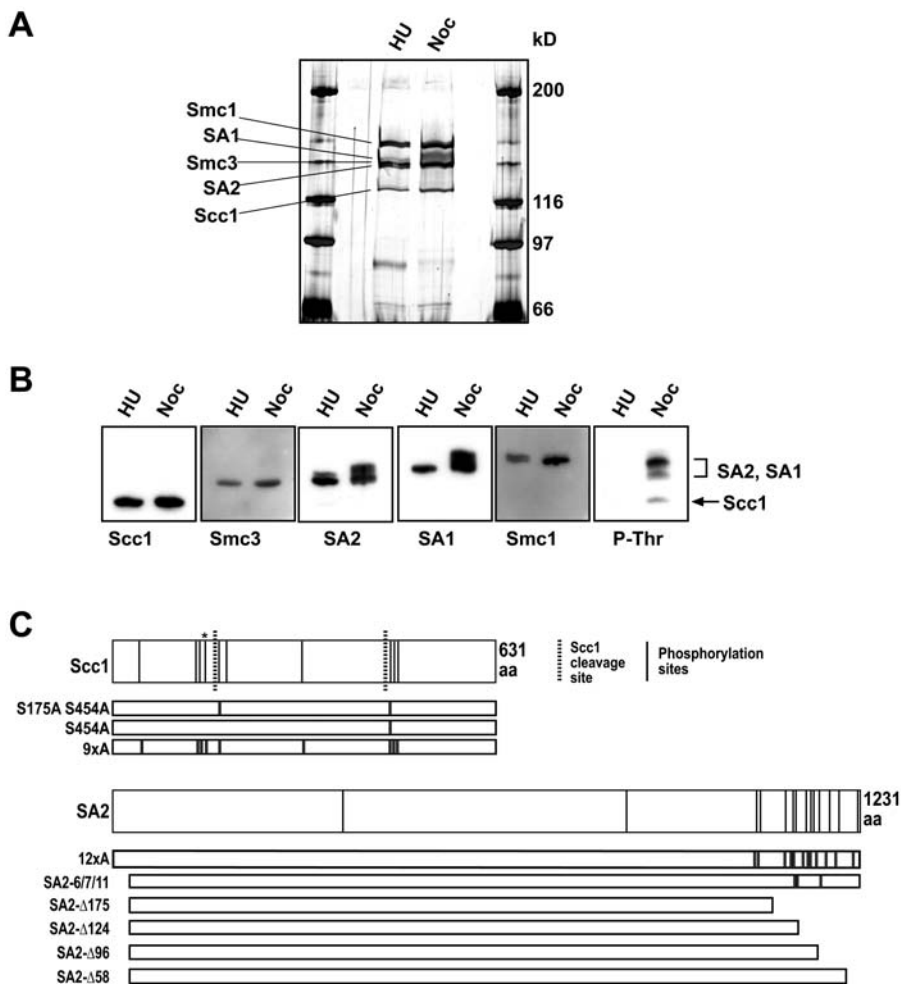 A
HU Noc kD
200
Smc1
SA1
Smc3
SA2
Scc1
116
97
66
B
HU Noc HU Noc HU Noc HU Noc HU Noc HU Noc
SA2, SA1
Scc1
Scc1 Smc3 SA2 SA1 Smc1 P-Thr
C
*
Scc1
631
aa
Scc1
cleavage
site
Phosphorylation
sites
S175A S454A
S454A
9xA
SA2
1231
aa
12xA
SA2-6/7/11
SA2-Δ175
SA2-Δ124
SA2-Δ96
SA2-Δ58